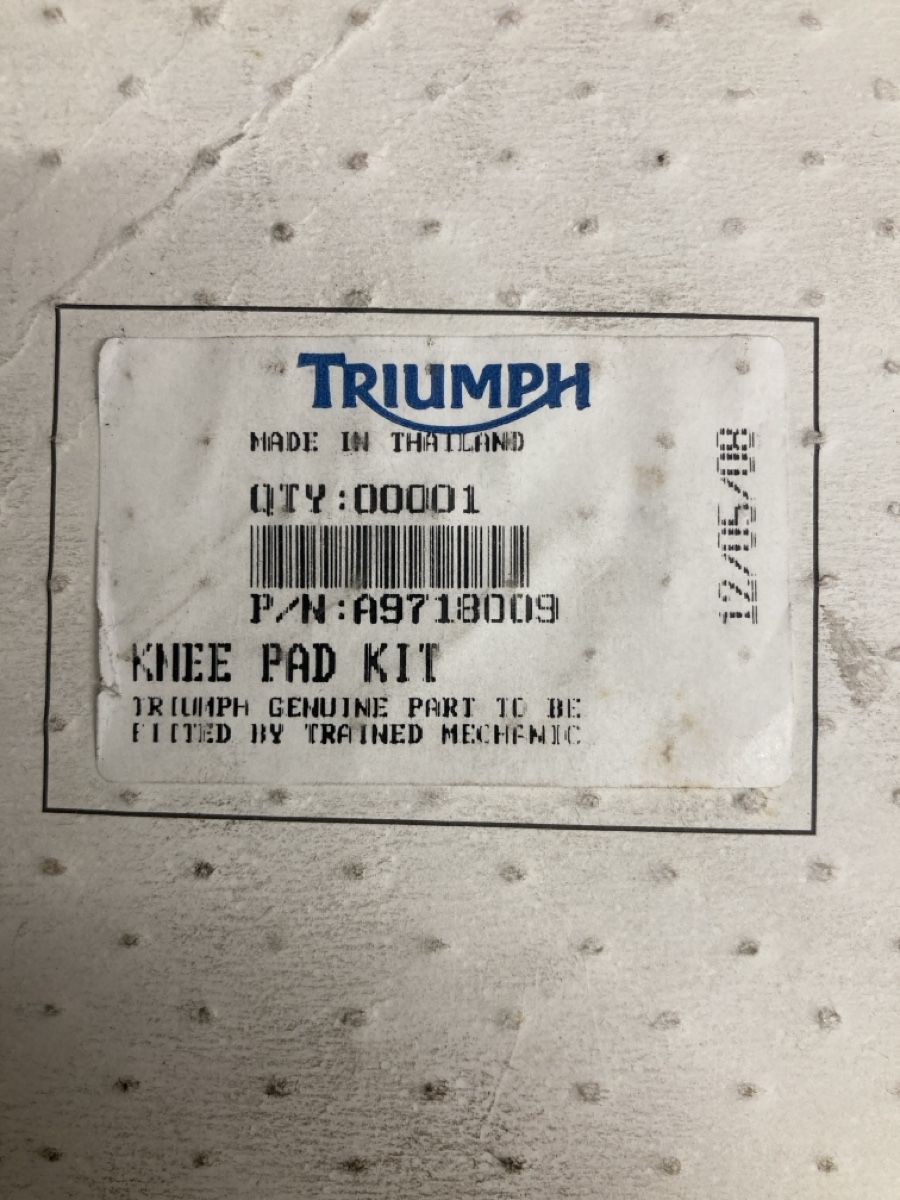 TRIUMPH
MADE IN THAILAND
QTY:00001
P/N:A9718009
KNEE PAD KIT
TRIUMPH GENUINE PART TO BE
FITTED BY TRAINED MECHANIC
12/05/08